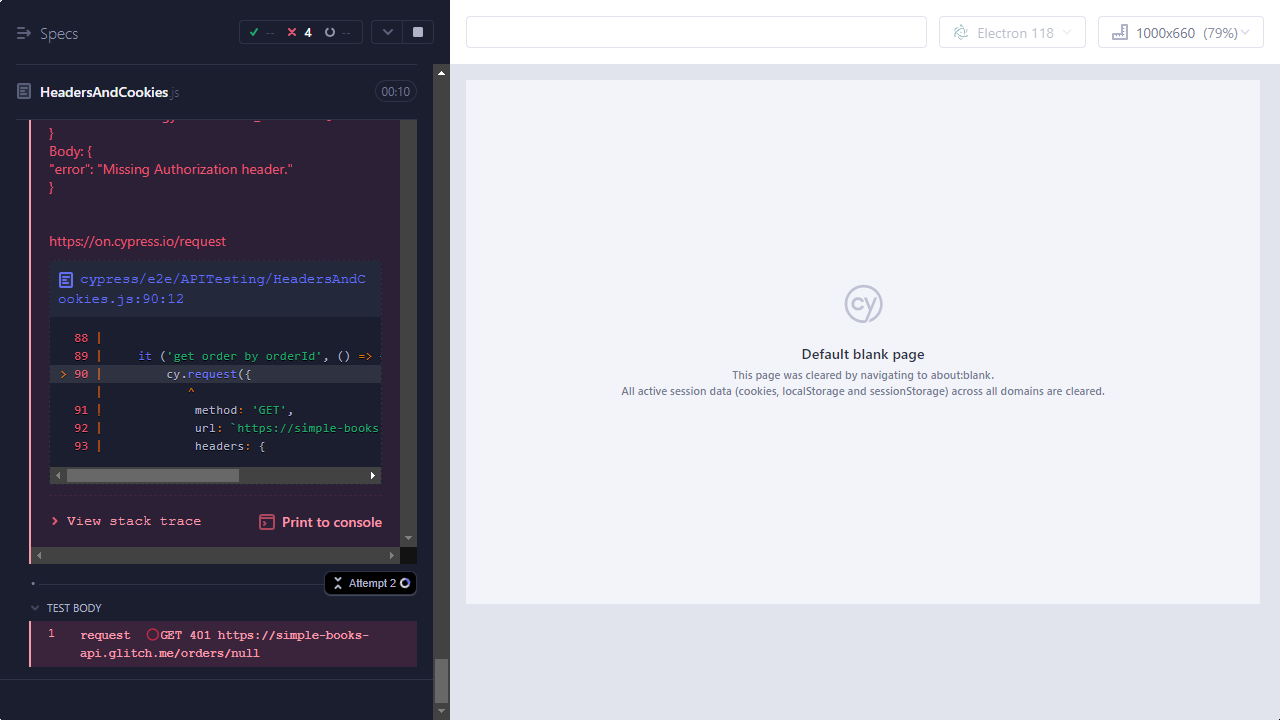 Specs
-- 4 --
Electron 118
1000x660 (79%)
HeadersAndCookies.js
00:10
}
Body: {
"error": "Missing Authorization header."
}
https://on.cypress.io/request
cypress/e2e/APITesting/HeadersAndC
ookies.js:90:12
88 |
89 | it ('get order by orderId', () =>
> 90 | cy.request({
| ^
91 | method: 'GET',
92 | url: `https://simple-books
93 | headers: {
View stack trace
Print to console
Attempt 2
TEST BODY
1 request GET 401 https://simple-books-
api.glitch.me/orders/null
cy
Default blank page
This page was cleared by navigating to about:blank.
All active session data (cookies, localStorage and sessionStorage) across all domains are cleared.